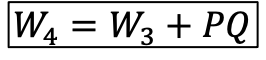 W₄ = W₃ + PQ